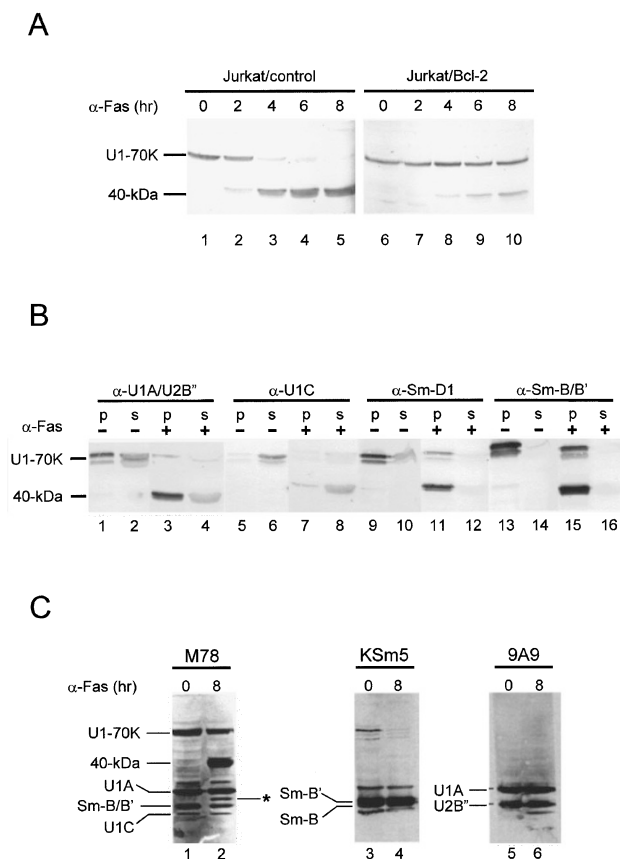 A
Jurkat/control Jurkat/Bcl-2
α-Fas (hr) 0 2 4 6 8 0 2 4 6 8
U1-70K
40-kDa
1 2 3 4 5 6 7 8 9 10
B
α-U1A/U2B" α-U1C α-Sm-D1 α-Sm-B/B'
p s p s p s p s p s p s p s p s
α-Fas – – + + – – + + – – + + – – + +
U1-70K
40-kDa
1 2 3 4 5 6 7 8 9 10 11 12 13 14 15 16
C
M78 KSm5 9A9
α-Fas (hr) 0 8 0 8 0 8
U1-70K
40-kDa
U1A Sm-B' U1A
Sm-B/B' * U2B"
U1C Sm-B
1 2 3 4 5 6